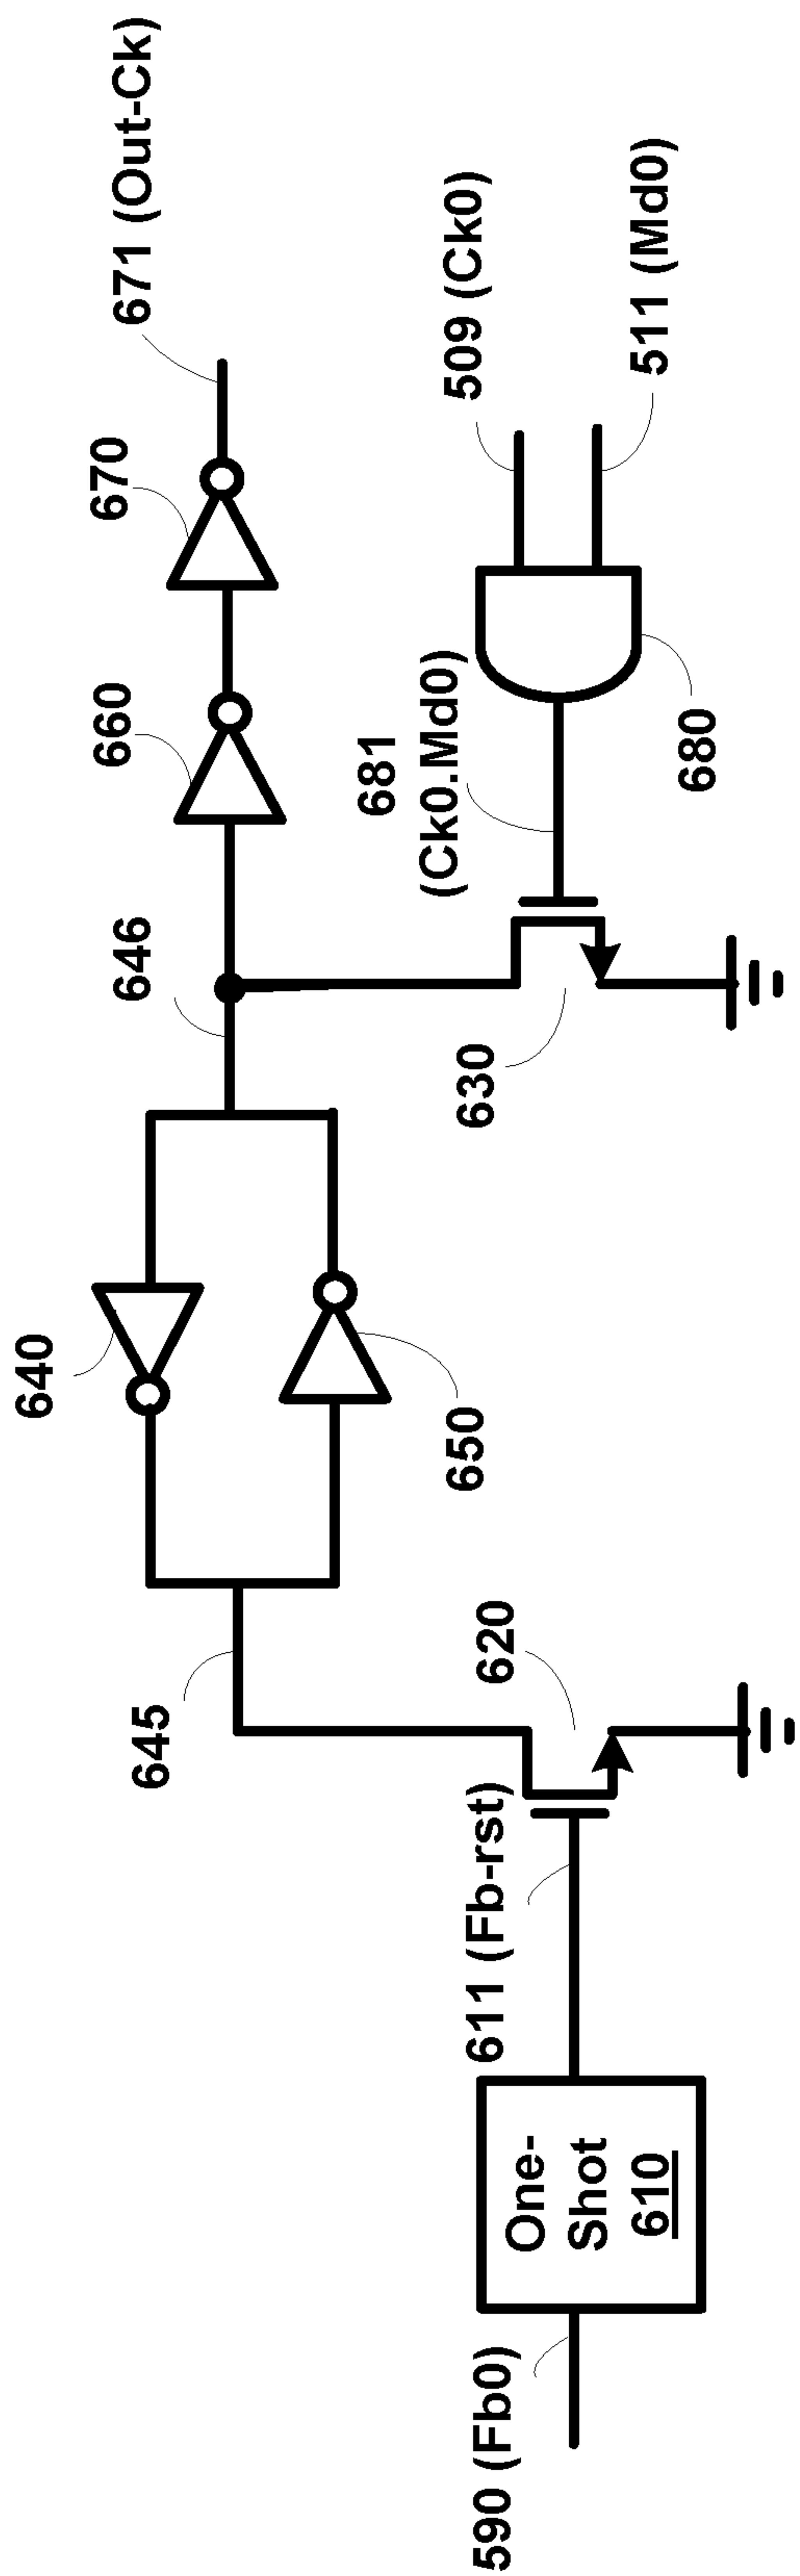 671 (Out-Ck)
670
660
646
640
650
645
509 (Ck0)
511 (Md0)
681
(Ck0.Md0)
680
630
620
611 (Fb-rst)
One-
Shot
610
590 (Fb0)